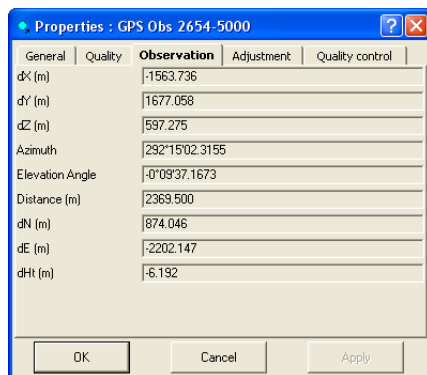 Properties : GPS Obs 2654-5000
General Quality Observation Adjustment Quality control
dX (m) -1563.736
dY (m) 1677.058
dZ (m) 597.275
Azimuth 292°15'02.3155
Elevation Angle -0°09'37.1673
Distance (m) 2369.500
dN (m) 874.046
dE (m) -2202.147
dHt (m) -6.192
OK Cancel Apply